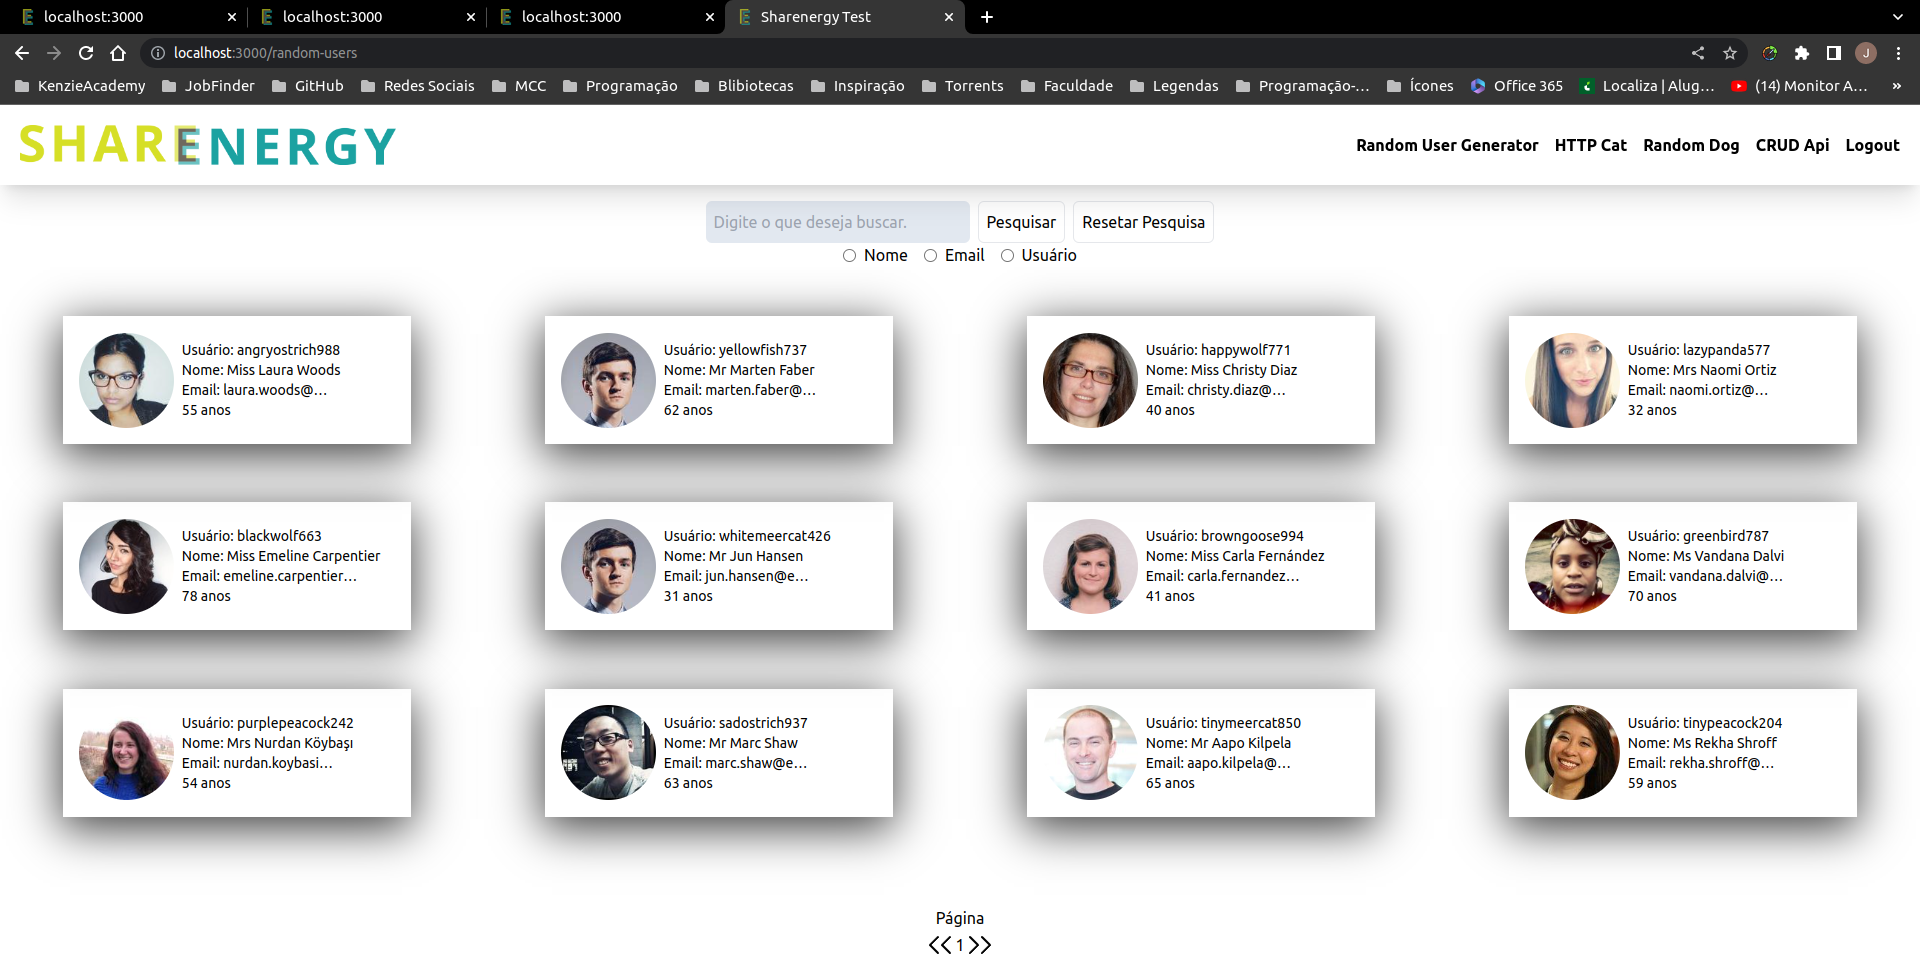 localhost:3000
localhost:3000
localhost:3000
Sharenergy Test
localhost:3000/random-users
J
KenzieAcademy JobFinder GitHub Redes Sociais MCC Programação Blibiotecas Inspiração Torrents Faculdade Legendas Programação-... Ícones Office 365 Localiza | Alug... (14) Monitor A... »
SHARENERGY
Random User Generator HTTP Cat Random Dog CRUD Api Logout
Digite o que deseja buscar. Pesquisar Resetar Pesquisa
Nome Email Usuário
Usuário: angryostrich988
Nome: Miss Laura Woods
Email: laura.woods@...
55 anos
Usuário: yellowfish737
Nome: Mr Marten Faber
Email: marten.faber@...
62 anos
Usuário: happywolf771
Nome: Miss Christy Diaz
Email: christy.diaz@...
40 anos
Usuário: lazypanda577
Nome: Mrs Naomi Ortiz
Email: naomi.ortiz@...
32 anos
Usuário: blackwolf663
Nome: Miss Emeline Carpentier
Email: emeline.carpentier...
78 anos
Usuário: whitemeercat426
Nome: Mr Jun Hansen
Email: jun.hansen@e...
31 anos
Usuário: browngoose994
Nome: Miss Carla Fernández
Email: carla.fernandez...
41 anos
Usuário: greenbird787
Nome: Ms Vandana Dalvi
Email: vandana.dalvi@...
70 anos
Usuário: purplepeacock242
Nome: Mrs Nurdan Köybaşı
Email: nurdan.koybasi...
54 anos
Usuário: sadostrich937
Nome: Mr Marc Shaw
Email: marc.shaw@e...
63 anos
Usuário: tinymeercat850
Nome: Mr Aapo Kilpela
Email: aapo.kilpela@...
65 anos
Usuário: tinypeacock204
Nome: Ms Rekha Shroff
Email: rekha.shroff@...
59 anos
Página
1